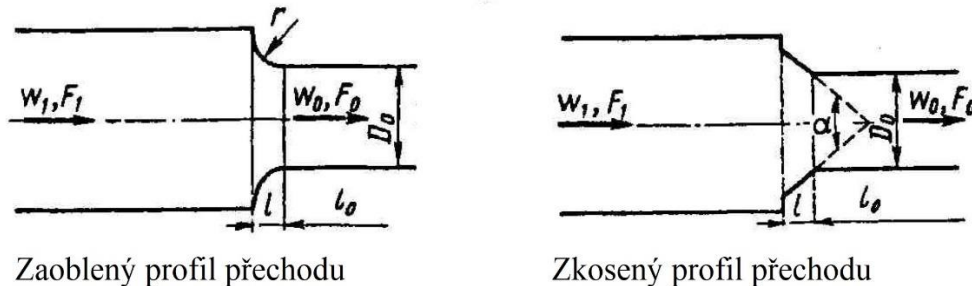 r
w₁, F₁
w₀, F₀
D₀
l
l₀
Zaoblený profil přechodu
w₁, F₁
α
D₀
w₀, F₀
l
l₀
Zkosený profil přechodu